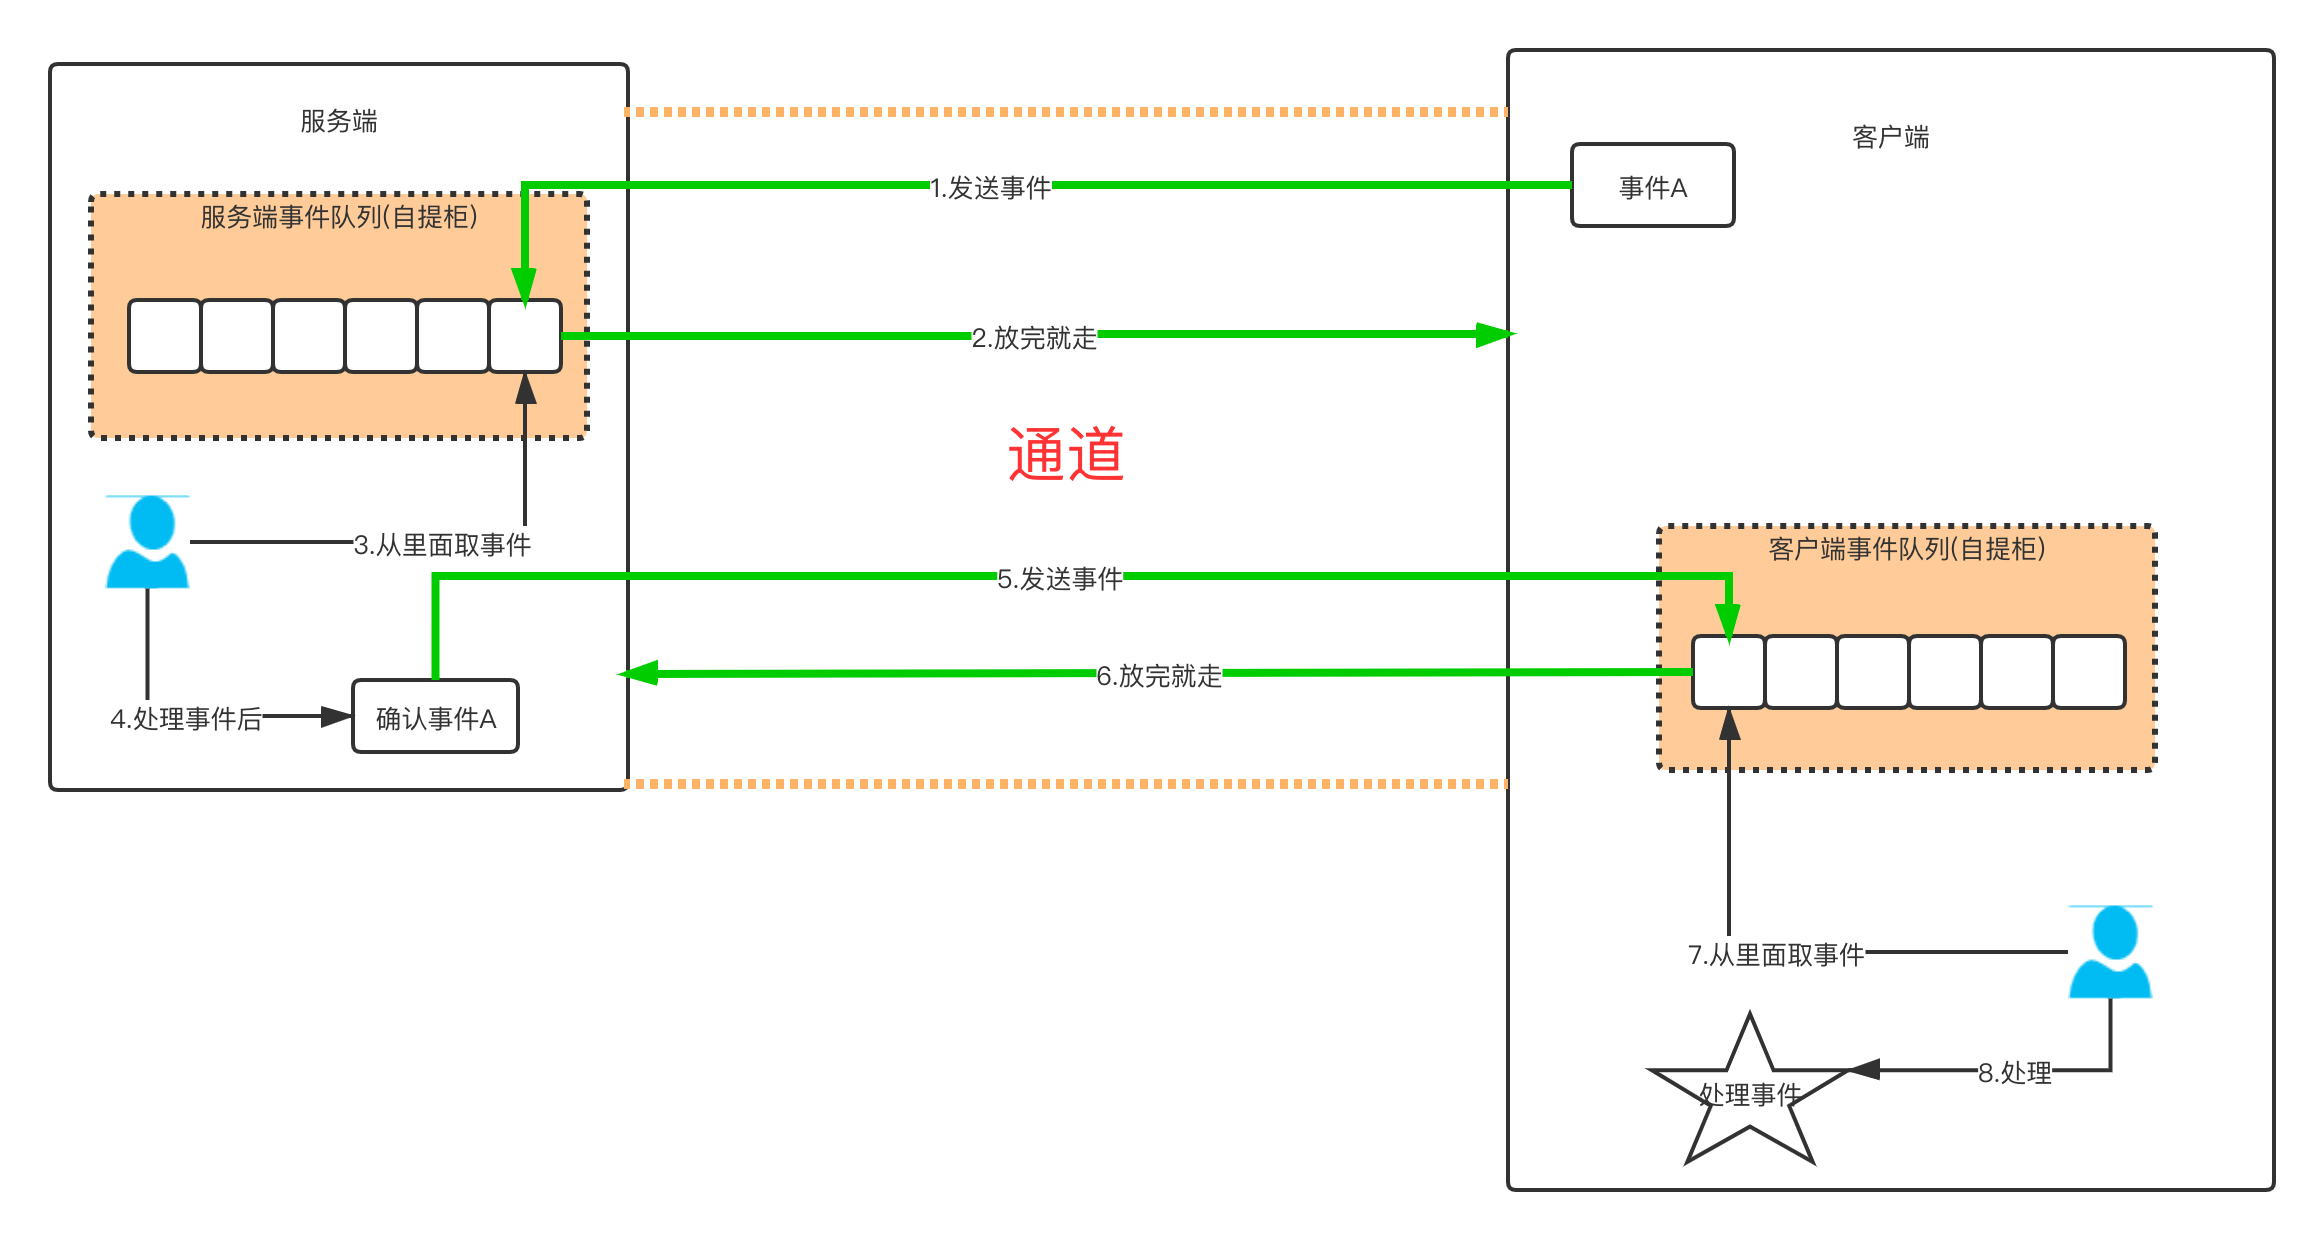 服务端
客户端
1.发送事件
事件A
服务端事件队列(自提柜)
2.放完就走
通道
3.从里面取事件
客户端事件队列(自提柜)
5.发送事件
6.放完就走
4.处理事件后
确认事件A
7.从里面取事件
8.处理
处理事件